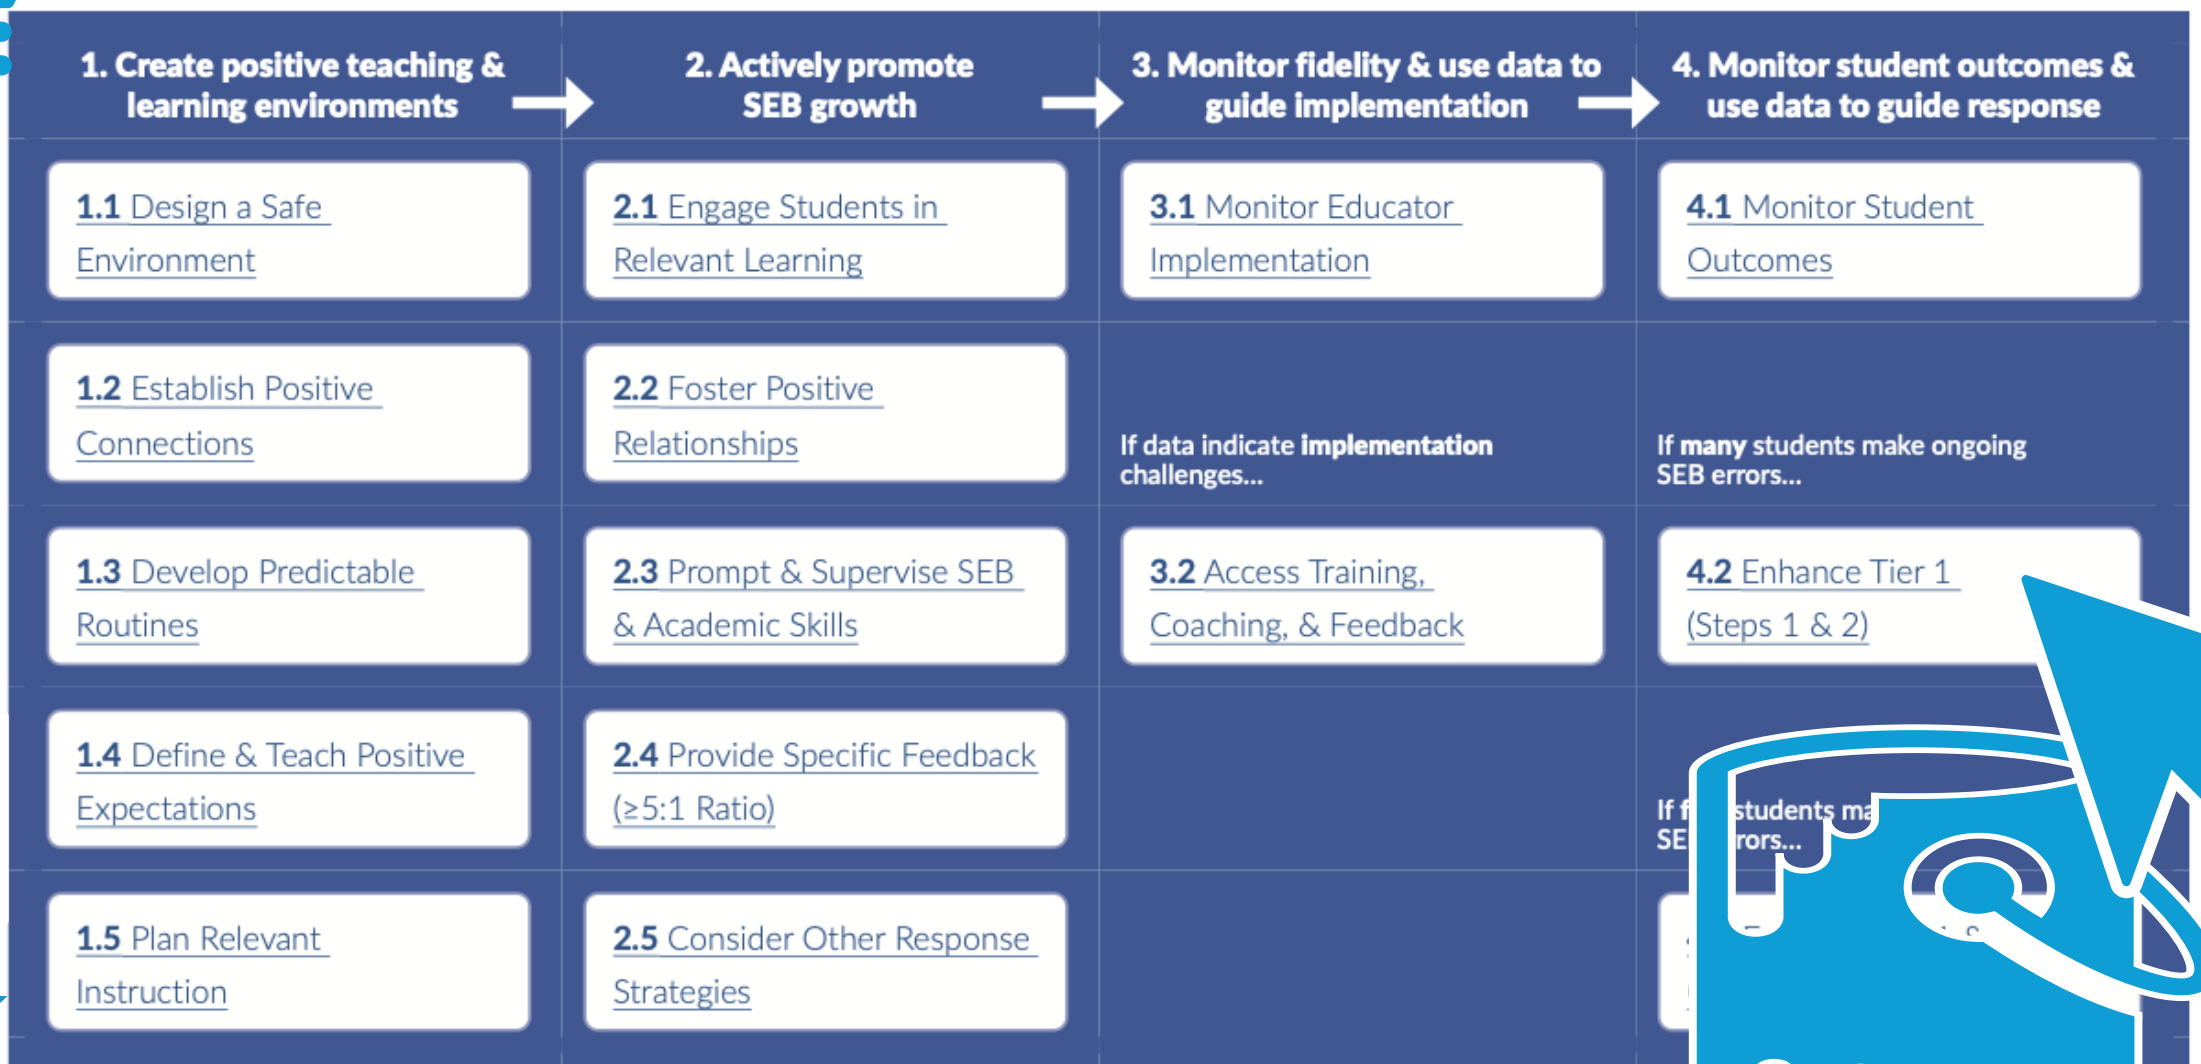 1. Create positive teaching &
learning environments
2. Actively promote
SEB growth
3. Monitor fidelity & use data to
guide implementation
4. Monitor student outcomes &
use data to guide response
1.1 Design a Safe
Environment
2.1 Engage Students in
Relevant Learning
3.1 Monitor Educator
Implementation
4.1 Monitor Student
Outcomes
1.2 Establish Positive
Connections
2.2 Foster Positive
Relationships
If data indicate implementation
challenges...
If many students make ongoing
SEB errors...
1.3 Develop Predictable
Routines
2.3 Prompt & Supervise SEB
& Academic Skills
3.2 Access Training,
Coaching, & Feedback
4.2 Enhance Tier 1
(Steps 1 & 2)
1.4 Define & Teach Positive
Expectations
2.4 Provide Specific Feedback
(≥5:1 Ratio)
If students
1.5 Plan Relevant
Instruction
2.5 Consider Other Response
Strategies